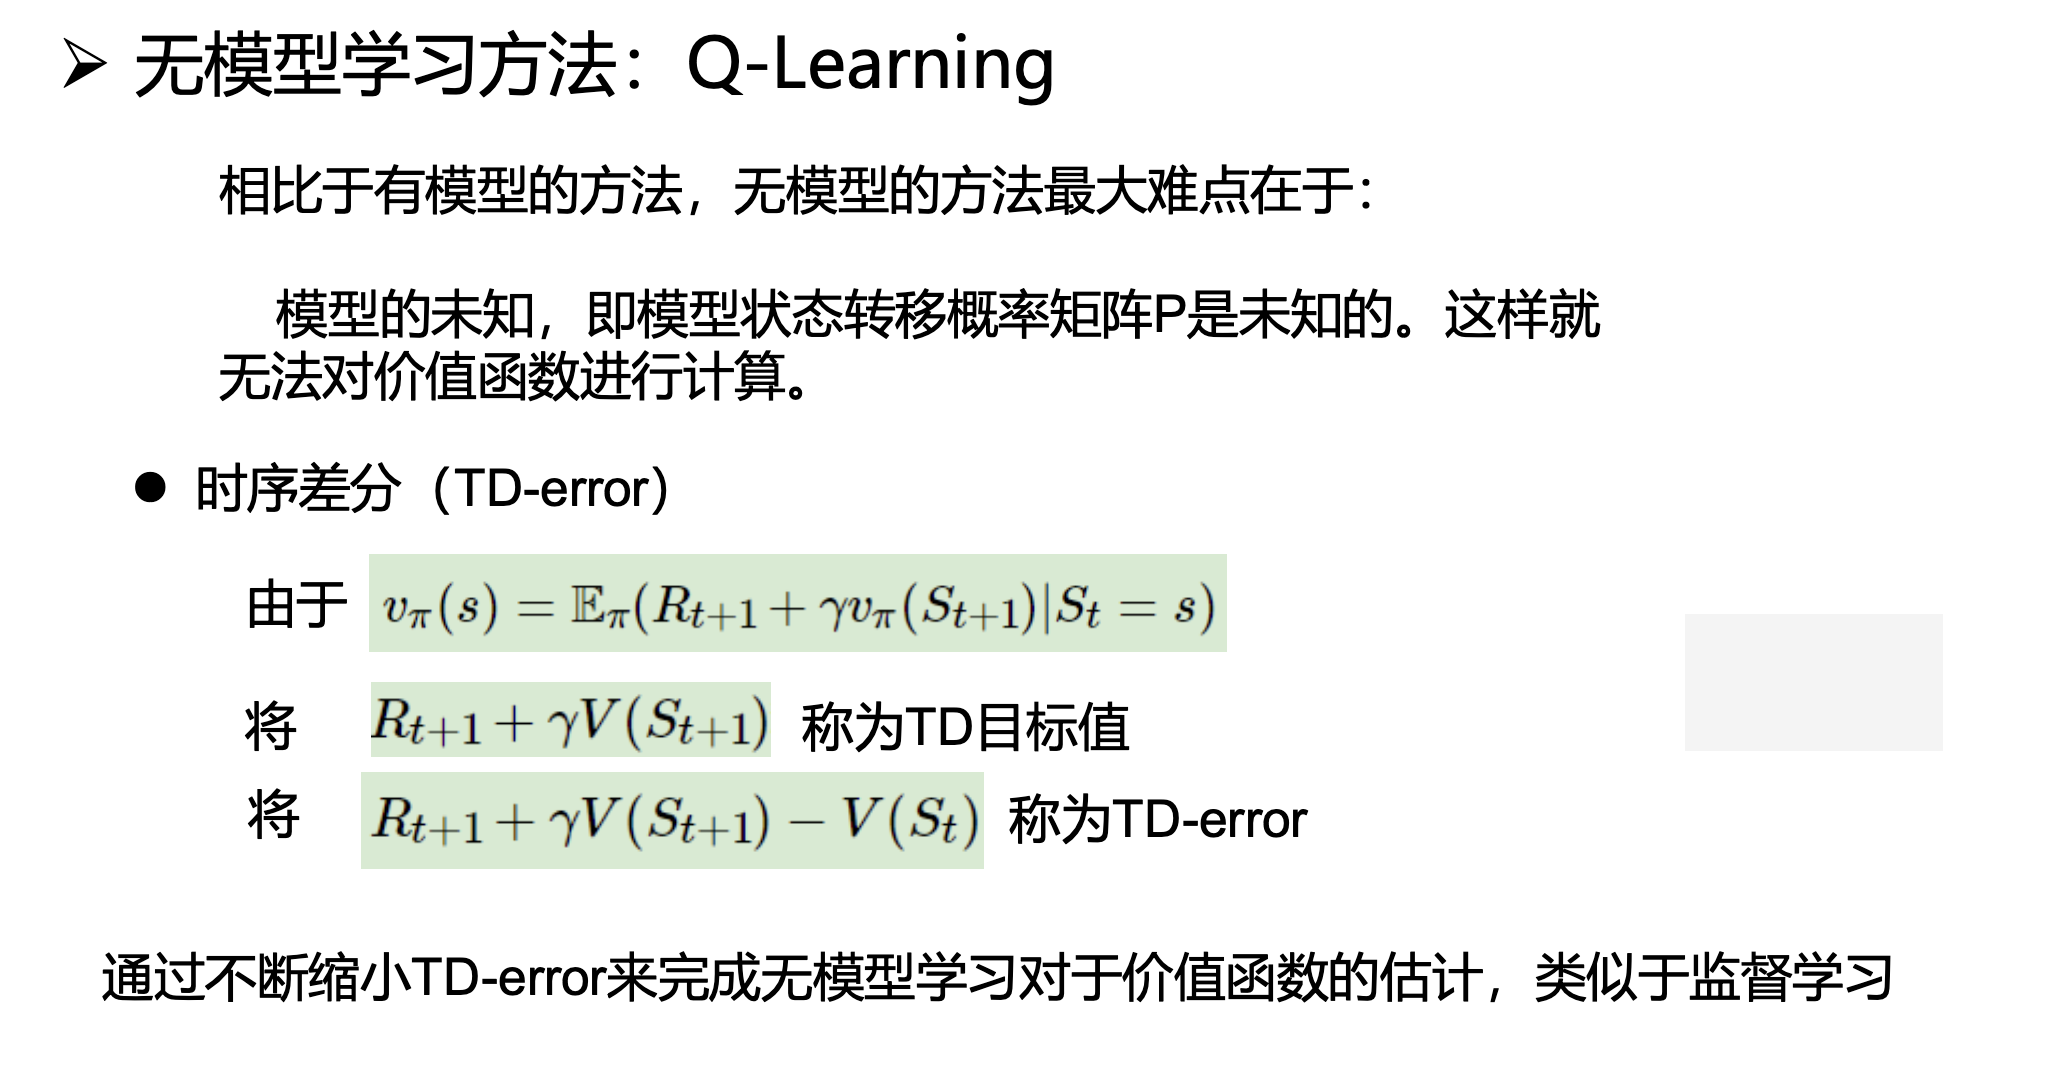 ➢ 无模型学习方法：Q-Learning
相比于有模型的方法，无模型的方法最大难点在于：
模型的未知，即模型状态转移概率矩阵P是未知的。这样就
无法对价值函数进行计算。
● 时序差分（TD-error）
由于 $v_\pi(s) = \mathbb{E}_\pi(R_{t+1} + \gamma v_\pi(S_{t+1})|S_t = s)$
将 $R_{t+1} + \gamma V(S_{t+1})$ 称为TD目标值
将 $R_{t+1} + \gamma V(S_{t+1}) - V(S_t)$ 称为TD-error
通过不断缩小TD-error来完成无模型学习对于价值函数的估计，类似于监督学习